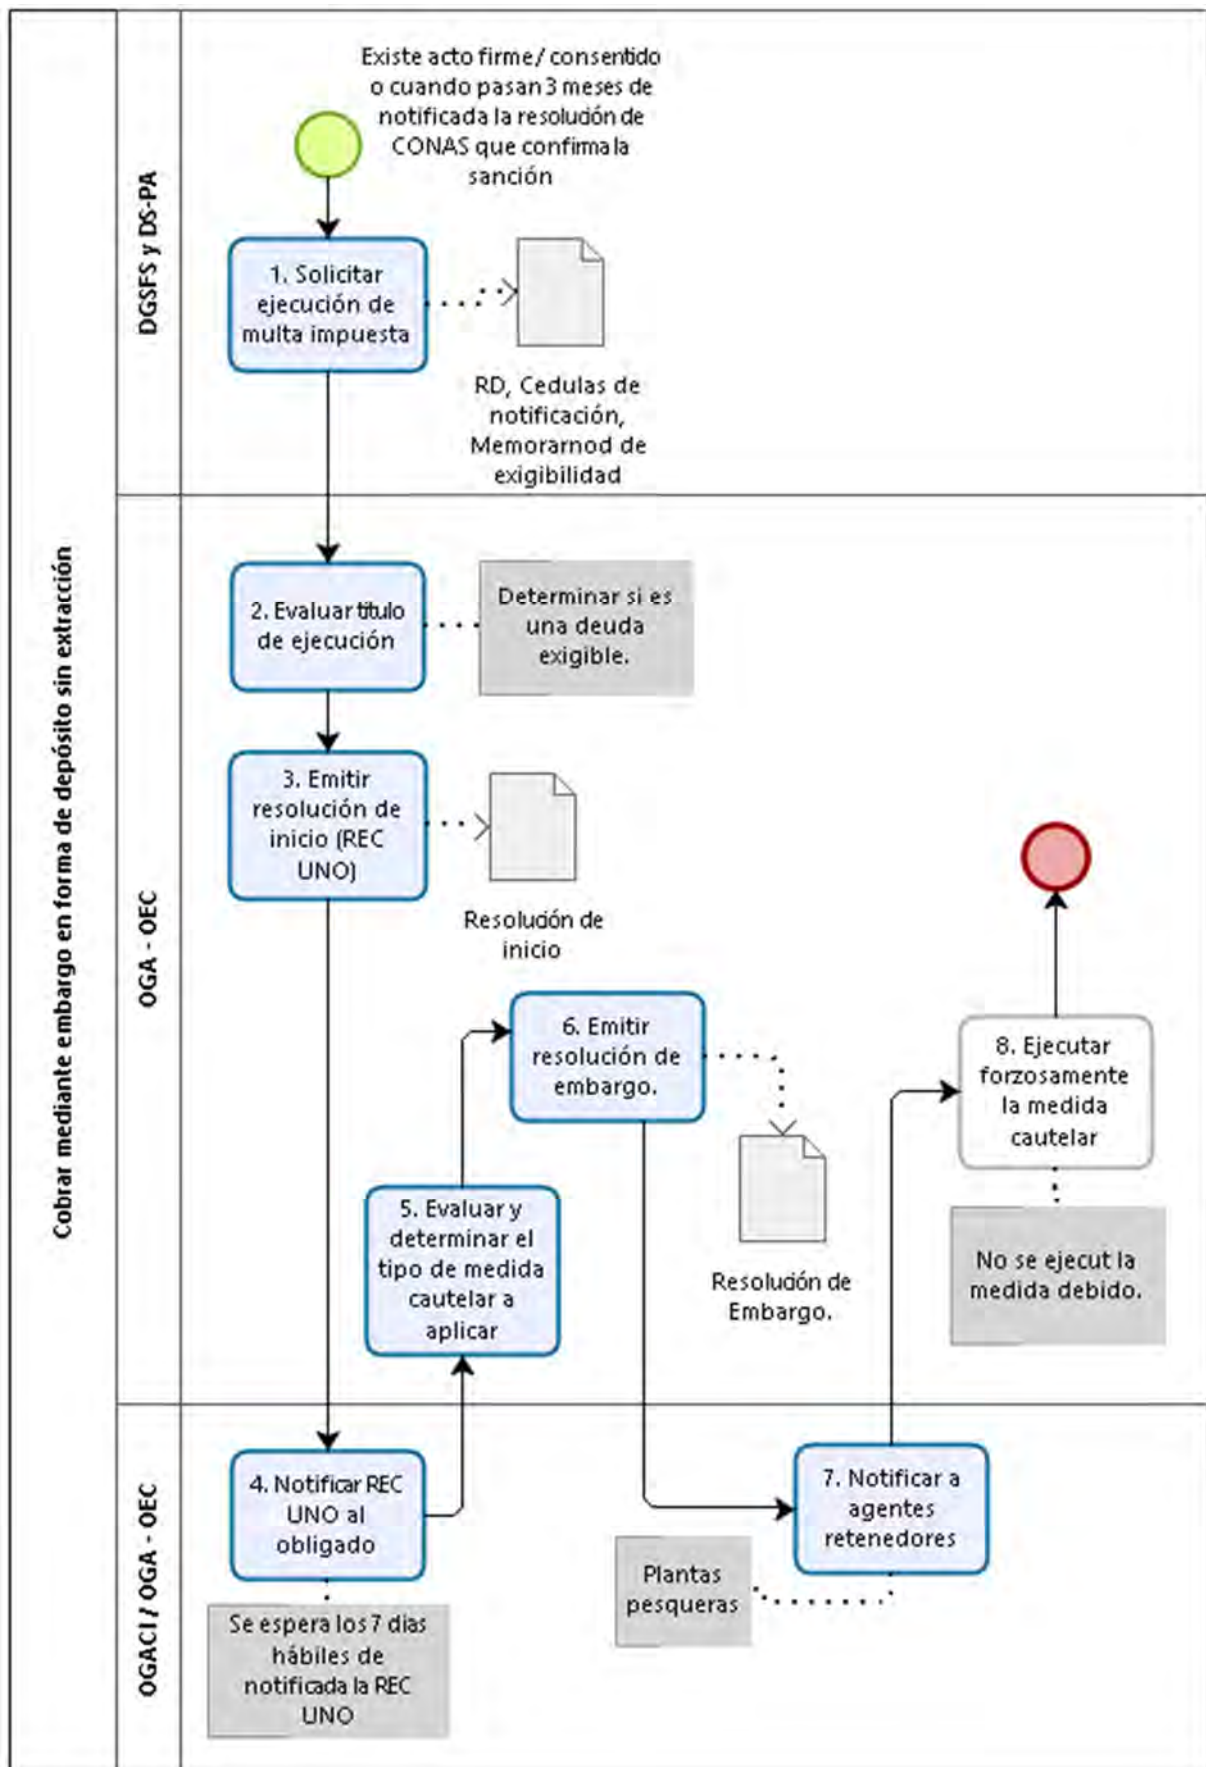 Cobrar mediante embargo en forma de depósito sin extracción
DGSFS y DS-PA
Existe acto firme/ consentido
o cuando pasan 3 meses de
notificada la resolución de
CONAS que confirma la
sanción
1. Solicitar
ejecución de
multa impuesta
RD, Cedulas de
notificación,
Memorarnod de
exigibilidad
OGA - OEC
2. Evaluar título
de ejecución
Determinar si es
una deuda
exigible.
3. Emitir
resolución de
inicio (REC
UNO)
Resolución de
inicio
6. Emitir
resolución de
embargo.
8. Ejecutar
forzosamente
la medida
cautelar
5. Evaluar y
determinar el
tipo de medida
cautelar a
aplicar
Resolución de
Embargo.
No se ejecut la
medida debido.
OGACI / OGA - OEC
4. Notificar REC
UNO al
obligado
7. Notificar a
agentes
retenedores
Plantas
pesqueras
Se espera los 7 dias
hábiles de
notificada la REC
UNO